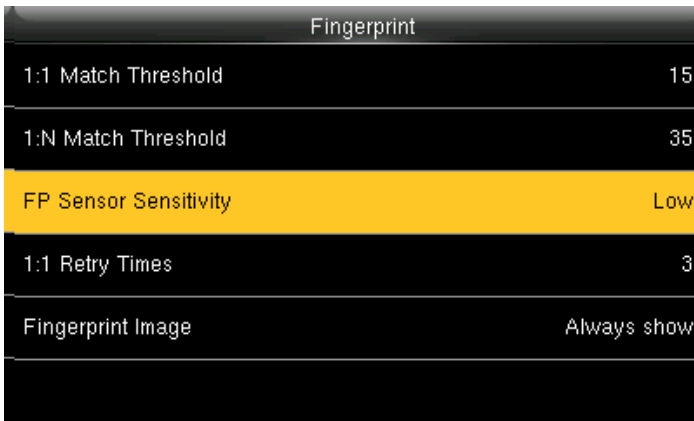 Fingerprint
1:1 Match Threshold 15
1:N Match Threshold 35
FP Sensor Sensitivity Low
1:1 Retry Times 3
Fingerprint Image Always show